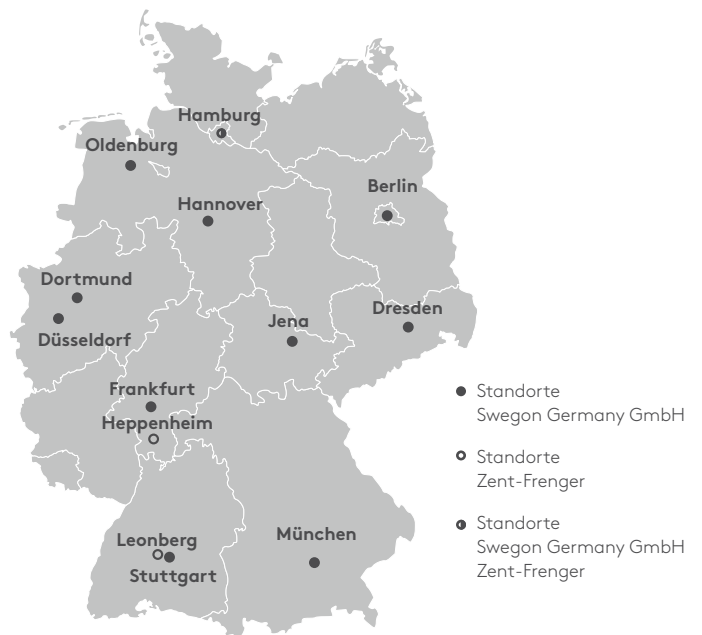 Hamburg
Oldenburg
Berlin
Hannover
Dortmund
Düsseldorf
Jena
Dresden
Frankfurt
Heppenheim
Leonberg
Stuttgart
München
Standorte
Swegon Germany GmbH
Standorte
Zent-Frenger
Standorte
Swegon Germany GmbH
Zent-Frenger